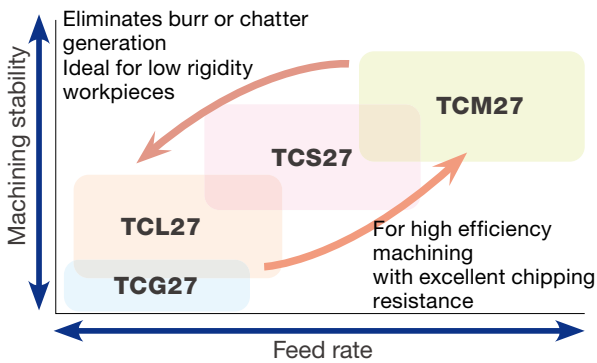 Eliminates burr or chatter
generation
Ideal for low rigidity
workpieces
Machining stability
TCM27
TCS27
TCL27
TCG27
For high efficiency
machining
with excellent chipping
resistance
Feed rate